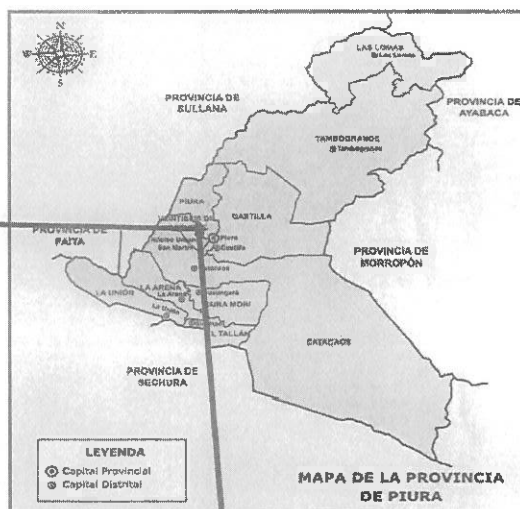 N
E
S
LAS LOMAS
Las Lomas
PROVINCIA DE
SULLANA
PROVINCIA DE
AYABACA
TAMBOGRANDE
Tambogrande
PIURA
CASTILLA
Piura
Castilla
San Martín
PROVINCIA DE
PAITA
PROVINCIA DE
MORROPÓN
Catacaos
LA UNIÓN
LA ARENA
La Arena
CURA MORI
La Unión
EL TALLÁN
CATACAOS
PROVINCIA DE
SECHURA
LEYENDA
Capital Provincial
Capital Distrital
MAPA DE LA PROVINCIA
DE PIURA